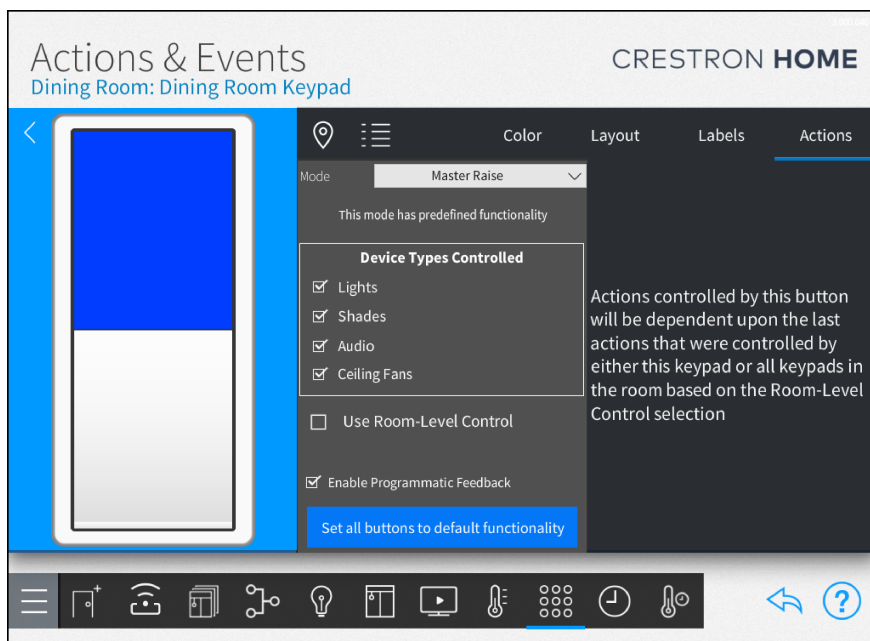 Actions & Events
CRESTRON HOME
Dining Room: Dining Room Keypad
Color
Layout
Labels
Actions
Mode
Master Raise
This mode has predefined functionality
Device Types Controlled
Lights
Shades
Audio
Ceiling Fans
Use Room-Level Control
Enable Programmatic Feedback
Set all buttons to default functionality
Actions controlled by this button
will be dependent upon the last
actions that were controlled by
either this keypad or all keypads in
the room based on the Room-Level
Control selection
?